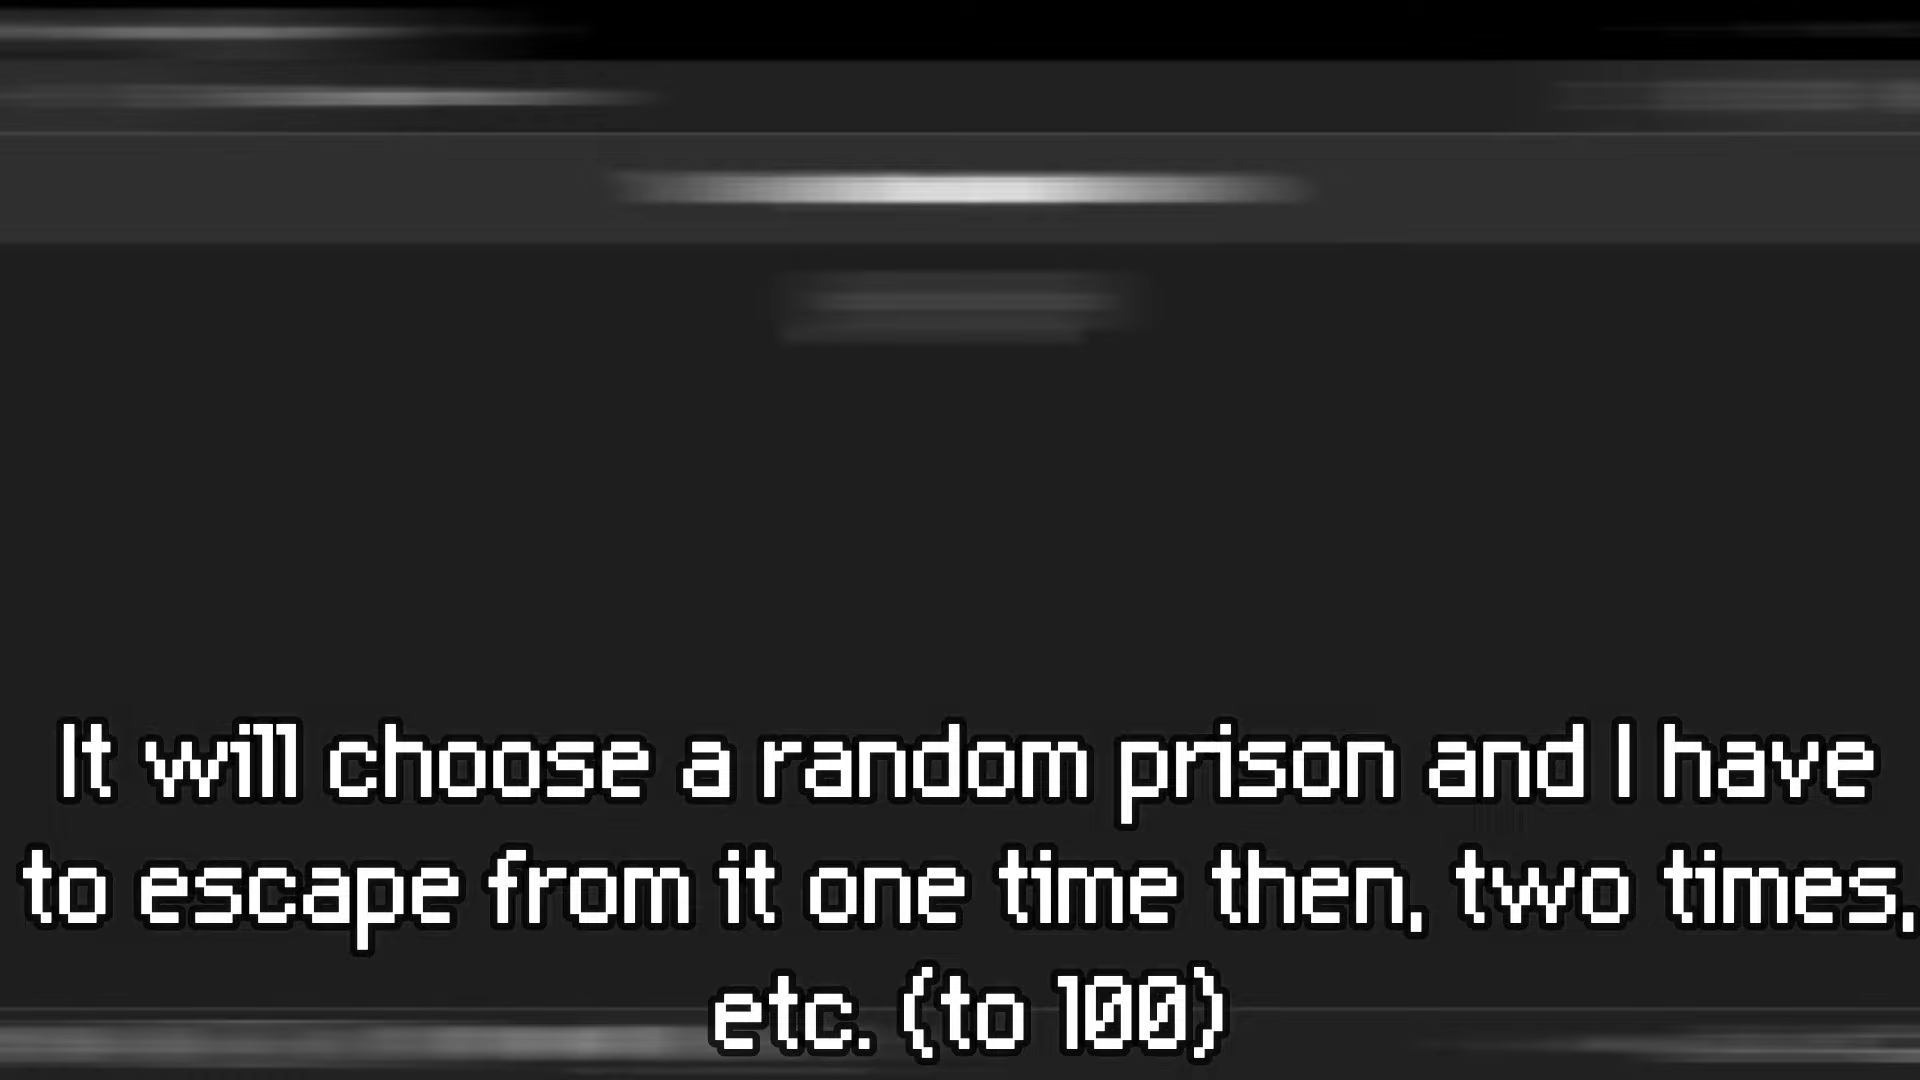 It will choose a random prison and I have
to escape from it one time then, two times,
etc. (to 100)